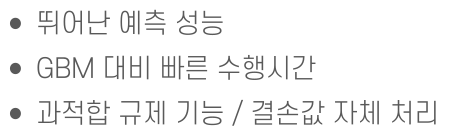 • 뛰어난 예측 성능
• GBM 대비 빠른 수행시간
• 과적합 규제 기능 / 결손값 자체 처리